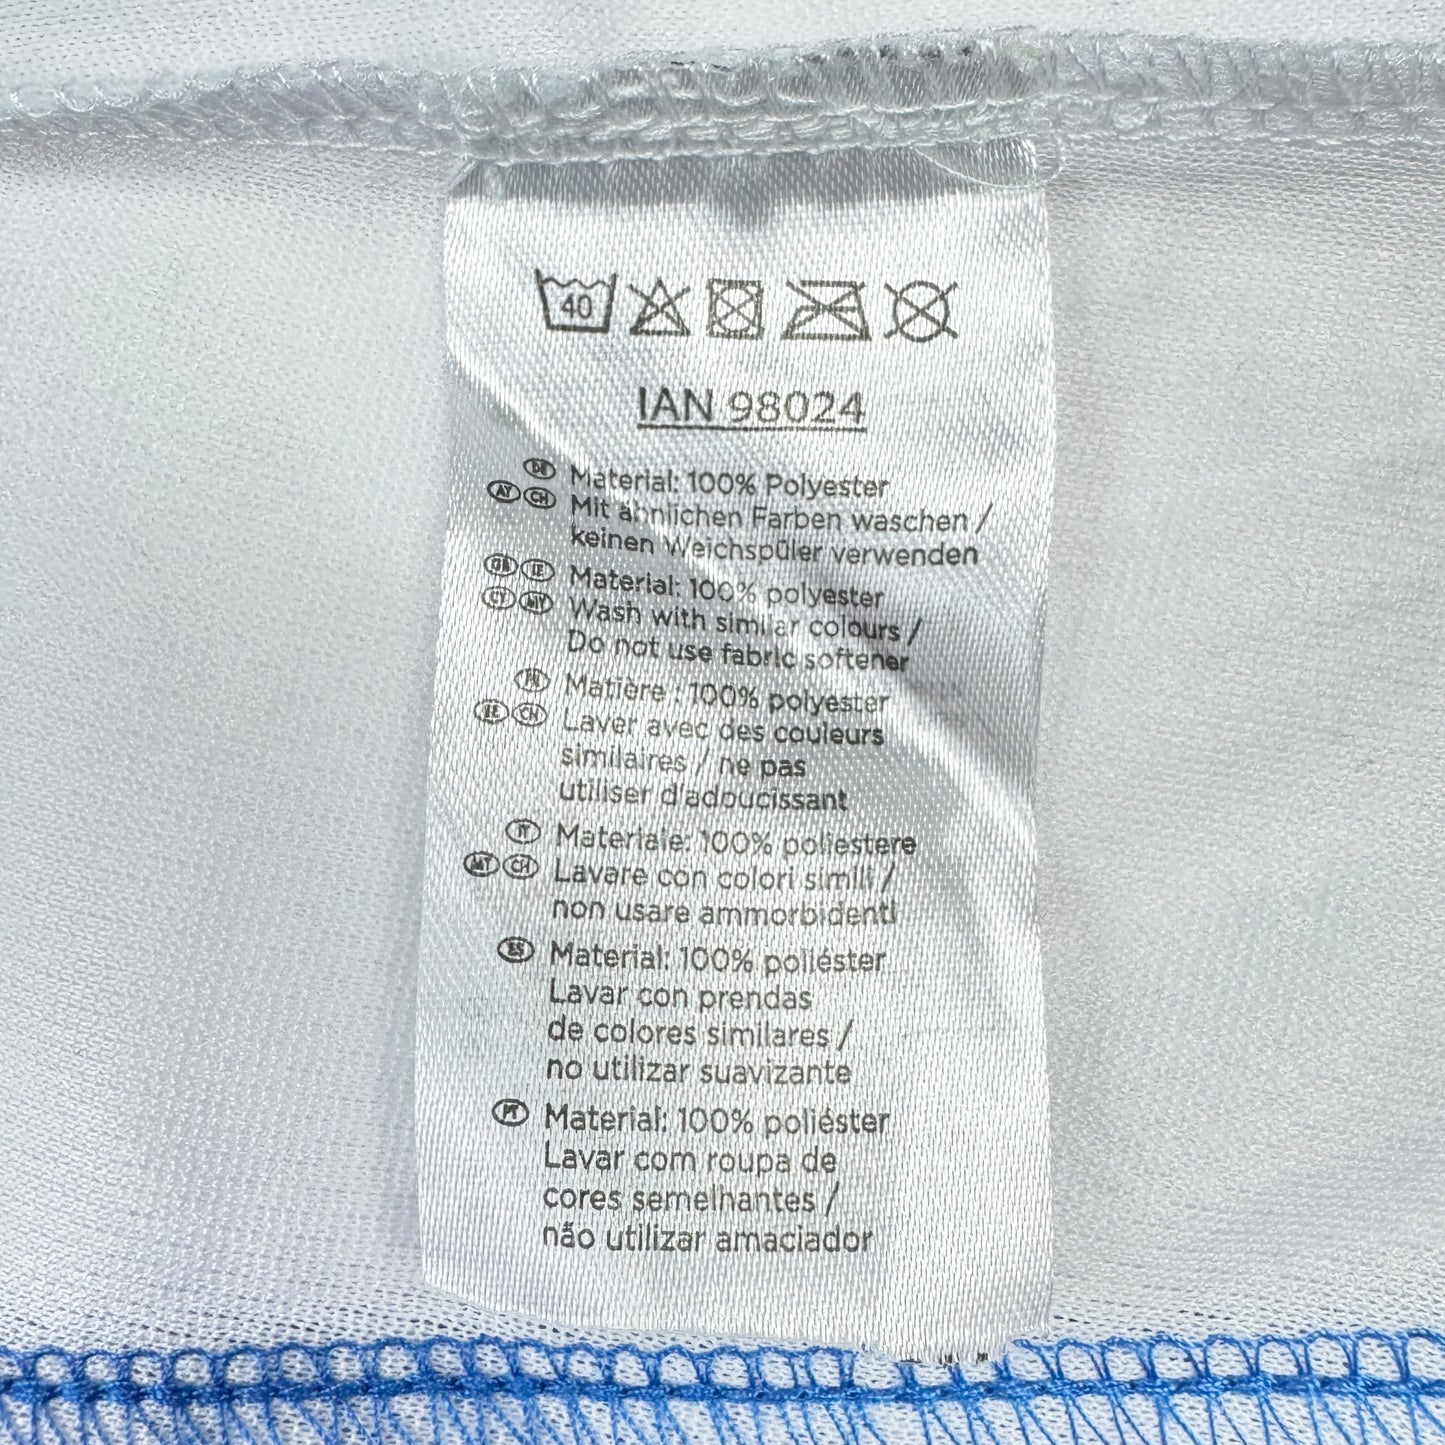 40
IAN 98024
DE Material: 100% Polyester
AT CH Mit ähnlichen Farben waschen /
keinen Weichspüler verwenden
GB IE Material: 100% polyester
CY MY Wash with similar colours /
Do not use fabric softener
FR Matière : 100% polyester
BE CH Laver avec des couleurs
similaires / ne pas
utiliser d'adoucissant
IT Materiale: 100% poliestere
MT CH Lavare con colori simili /
non usare ammorbidenti
ES Material: 100% poliéster
Lavar con prendas
de colores similares /
no utilizar suavizante
PT Material: 100% poliéster
Lavar com roupa de
cores semelhantes /
não utilizar amaciador